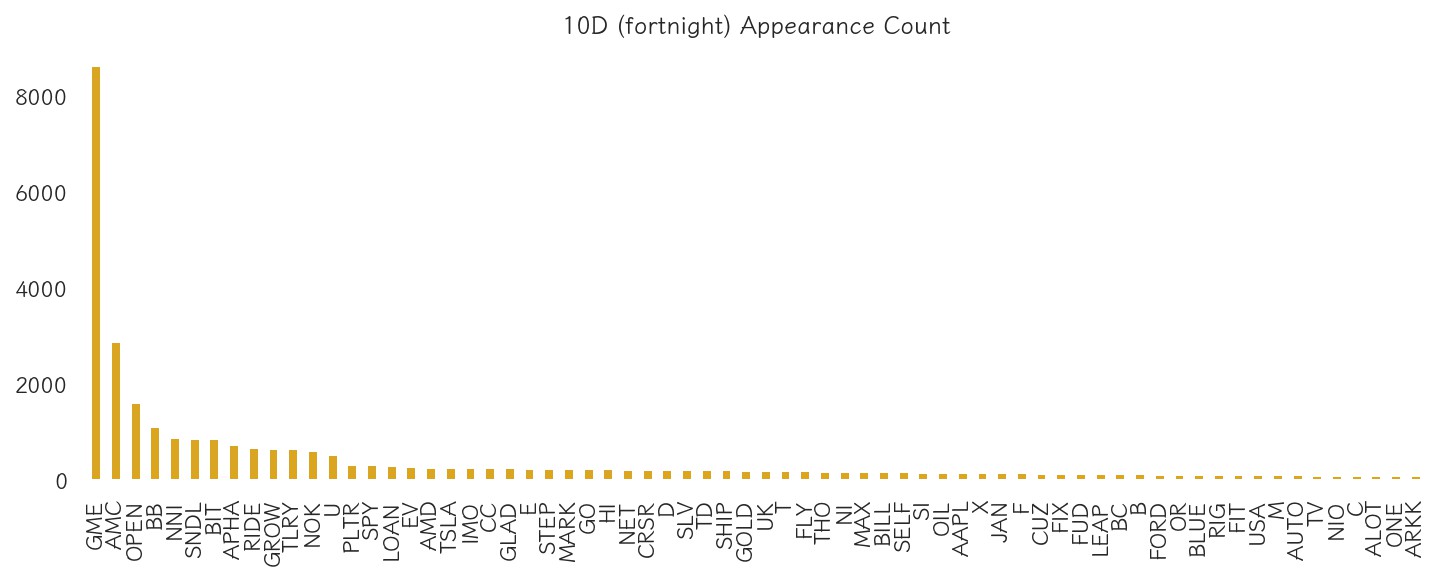 10D (fortnight) Appearance Count
8000
6000
4000
2000
0
GME
AMC
OPEN
BB
NNI
SNDL
BIT
APHA
RIDE
GROW
TLRY
NOK
U
PLTR
SPY
LOAN
EV
AMD
TSLA
IMO
CC
GLAD
E
STEP
MARK
GO
HI
NET
CRSR
D
SLV
TD
SHIP
GOLD
UK
T
FLY
THO
NI
MAX
BILL
SELF
SI
OIL
AAPL
X
JAN
F
CUZ
FIX
FUD
LEAP
BC
B
FORD
OR
BLUE
RIG
FIT
USA
M
AUTO
TV
NIO
C
ALOT
ONE
ARKK